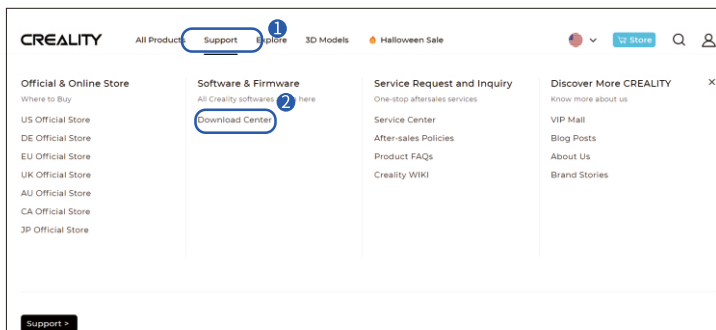 CREALITY
All Products Support Explore 3D Models Halloween Sale Store
1
Official & Online Store
Where to Buy
US Official Store
DE Official Store
EU Official Store
UK Official Store
AU Official Store
CA Official Store
JP Official Store
Software & Firmware
All Creality softwares here
2
Download Center
Service Request and Inquiry
One-stop aftersales services
Service Center
After-sales Policies
Product FAQs
Creality WIKI
Discover More CREALITY
Know more about us
VIP Mall
Blog Posts
About Us
Brand Stories
Support >